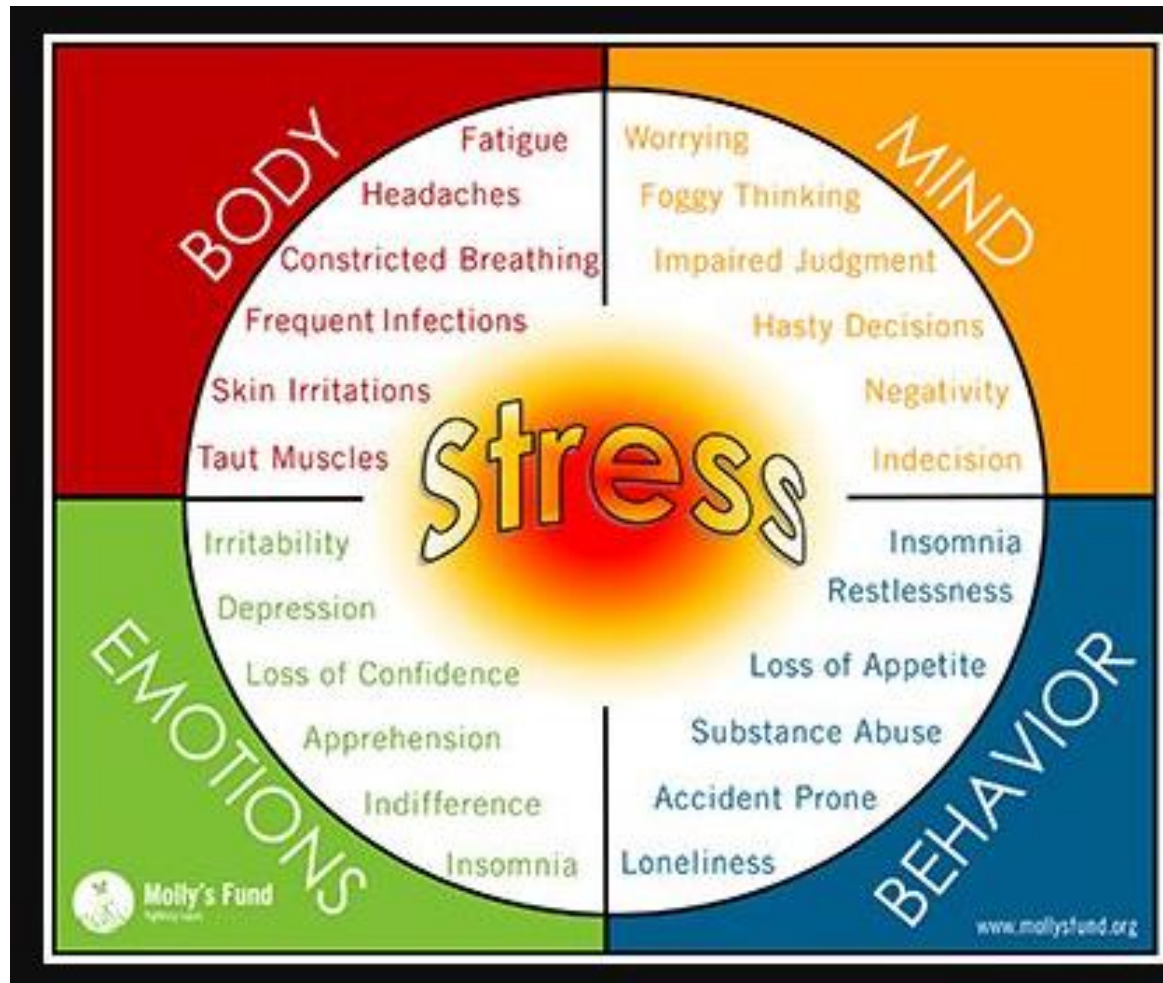 BODY
Fatigue
Headaches
Constricted Breathing
Frequent Infections
Skin Irritations
Taut Muscles
MIND
Worrying
Foggy Thinking
Impaired Judgment
Hasty Decisions
Negativity
Indecision
Stress
EMOTIONS
Irritability
Depression
Loss of Confidence
Apprehension
Indifference
Insomnia
BEHAVIOR
Insomnia
Restlessness
Loss of Appetite
Substance Abuse
Accident Prone
Loneliness
Molly's Fund
www.mollysfund.org